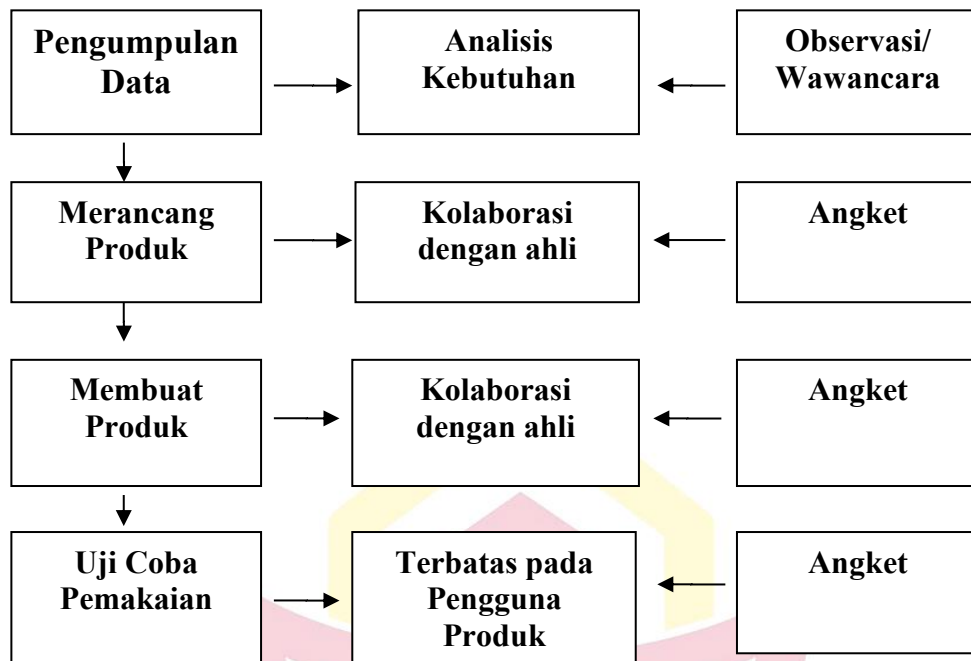 Pengumpulan
Data
Analisis
Kebutuhan
Observasi/
Wawancara
Merancang
Produk
Kolaborasi
dengan ahli
Angket
Membuat
Produk
Kolaborasi
dengan ahli
Angket
Uji Coba
Pemakaian
Terbatas pada
Pengguna
Produk
Angket